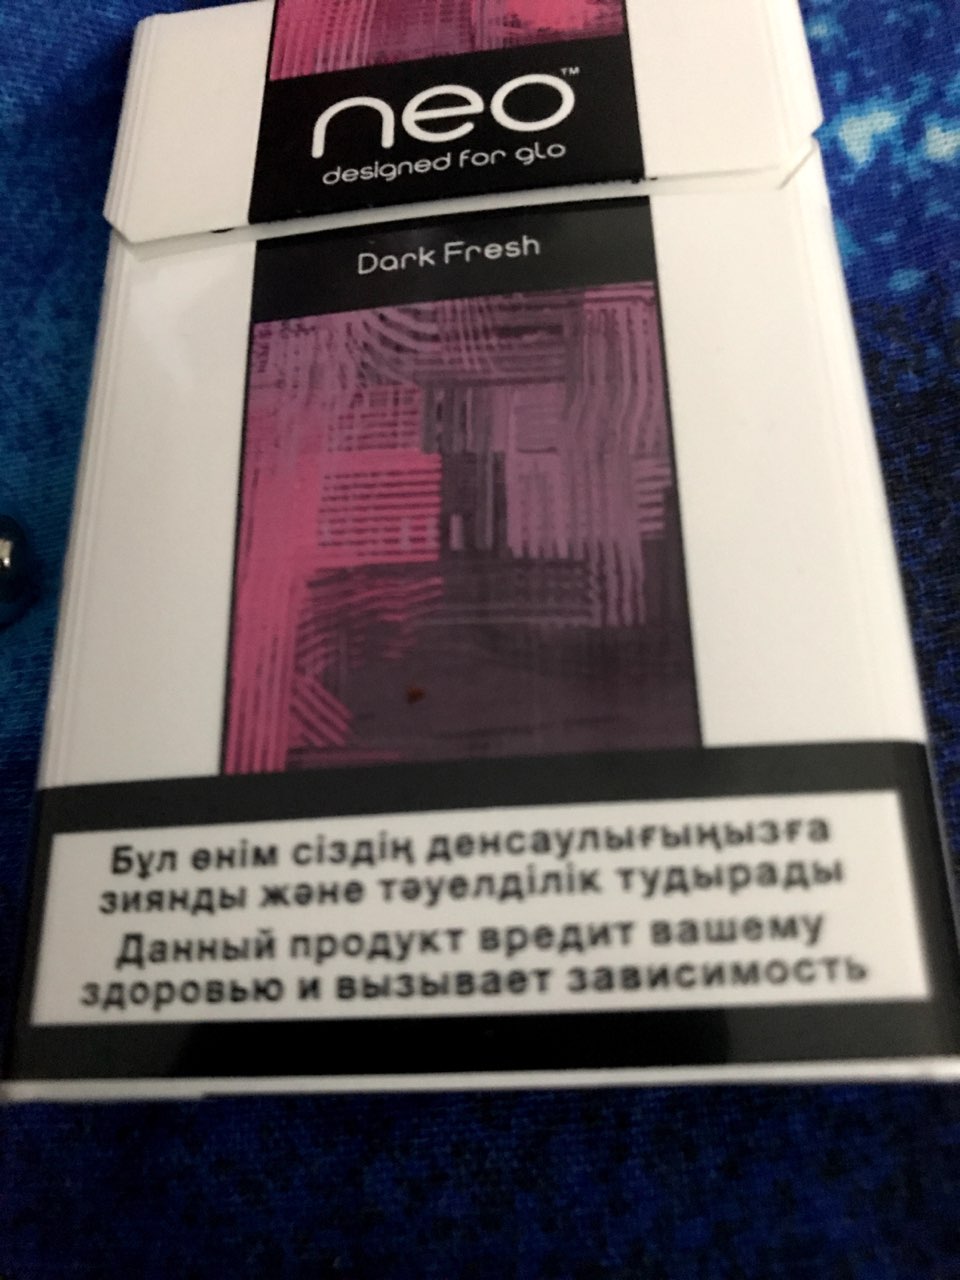 neo™
designed for glo
Dark Fresh
Бұл өнім сіздің денсаулығыңызға
зиянды және тәуелділік тудырады
Данный продукт вредит вашему
здоровью и вызывает зависимость